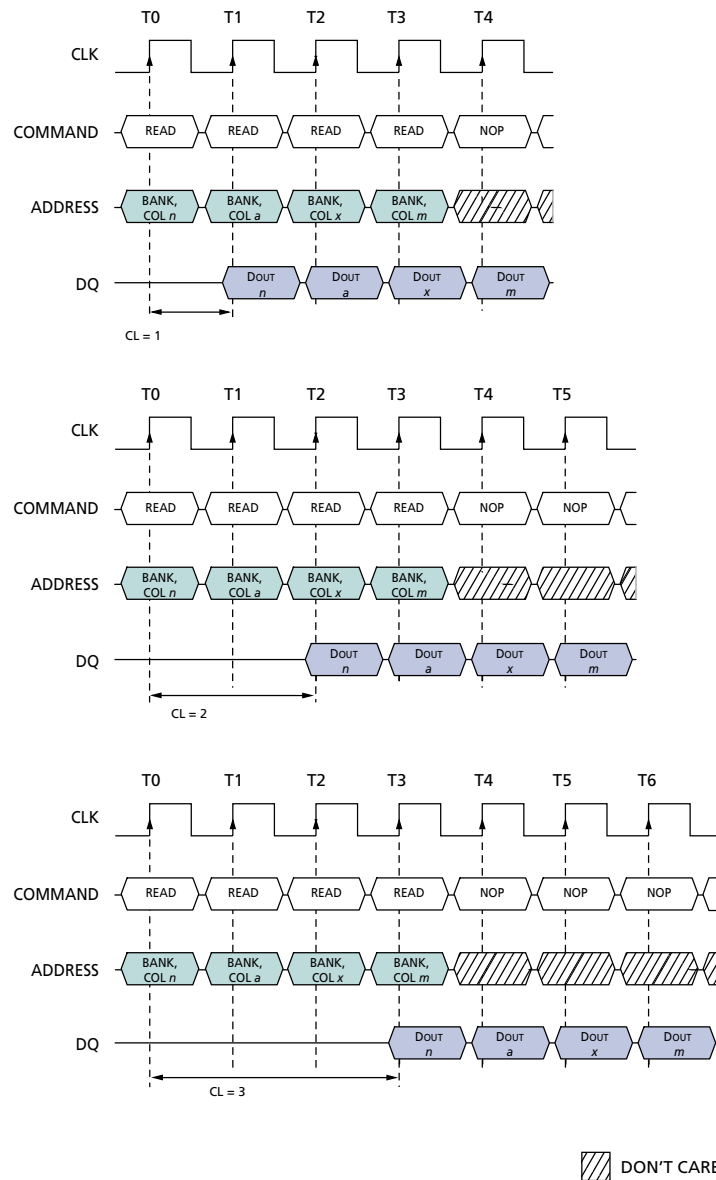 T0 T1 T2 T3 T4
CLK
COMMAND READ READ READ READ NOP
ADDRESS BANK, COL n BANK, COL a BANK, COL x BANK, COL m
DQ DOUT n DOUT a DOUT x DOUT m
CL = 1
T0 T1 T2 T3 T4 T5
CLK
COMMAND READ READ READ READ NOP NOP
ADDRESS BANK, COL n BANK, COL a BANK, COL x BANK, COL m
DQ DOUT n DOUT a DOUT x DOUT m
CL = 2
T0 T1 T2 T3 T4 T5 T6
CLK
COMMAND READ READ READ READ NOP NOP NOP
ADDRESS BANK, COL n BANK, COL a BANK, COL x BANK, COL m
DQ DOUT n DOUT a DOUT x DOUT m
CL = 3
DON'T CARE